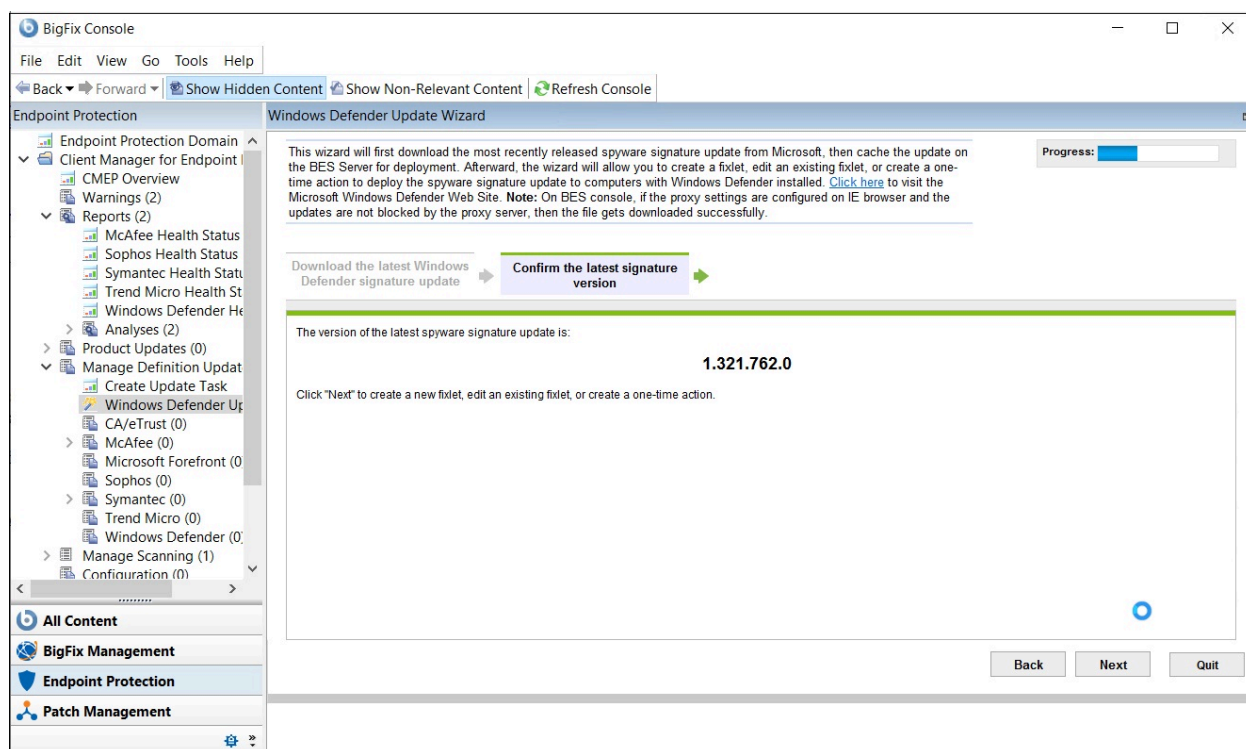 BigFix Console
File Edit View Go Tools Help
Back Forward Show Hidden Content Show Non-Relevant Content Refresh Console
Endpoint Protection
Endpoint Protection Domain
Client Manager for Endpoint
CMEP Overview
Warnings (2)
Reports (2)
McAfee Health Status
Sophos Health Status
Symantec Health Statu
Trend Micro Health St
Windows Defender He
Analyses (2)
Product Updates (0)
Manage Definition Updat
Create Update Task
Windows Defender Up
CA/eTrust (0)
McAfee (0)
Microsoft Forefront (0
Sophos (0)
Symantec (0)
Trend Micro (0)
Windows Defender (0)
Manage Scanning (1)
Configuration (0)
All Content
BigFix Management
Endpoint Protection
Patch Management
Windows Defender Update Wizard
This wizard will first download the most recently released spyware signature update from Microsoft, then cache the update on
the BES Server for deployment. Afterward, the wizard will allow you to create a fixlet, edit an existing fixlet, or create a one-
time action to deploy the spyware signature update to computers with Windows Defender installed. Click here to visit the
Microsoft Windows Defender Web Site. Note: On BES console, if the proxy settings are configured on IE browser and the
updates are not blocked by the proxy server, then the file gets downloaded successfully.
Progress:
Download the latest Windows
Defender signature update
Confirm the latest signature
version
The version of the latest spyware signature update is:
1.321.762.0
Click "Next" to create a new fixlet, edit an existing fixlet, or create a one-time action.
Back Next Quit